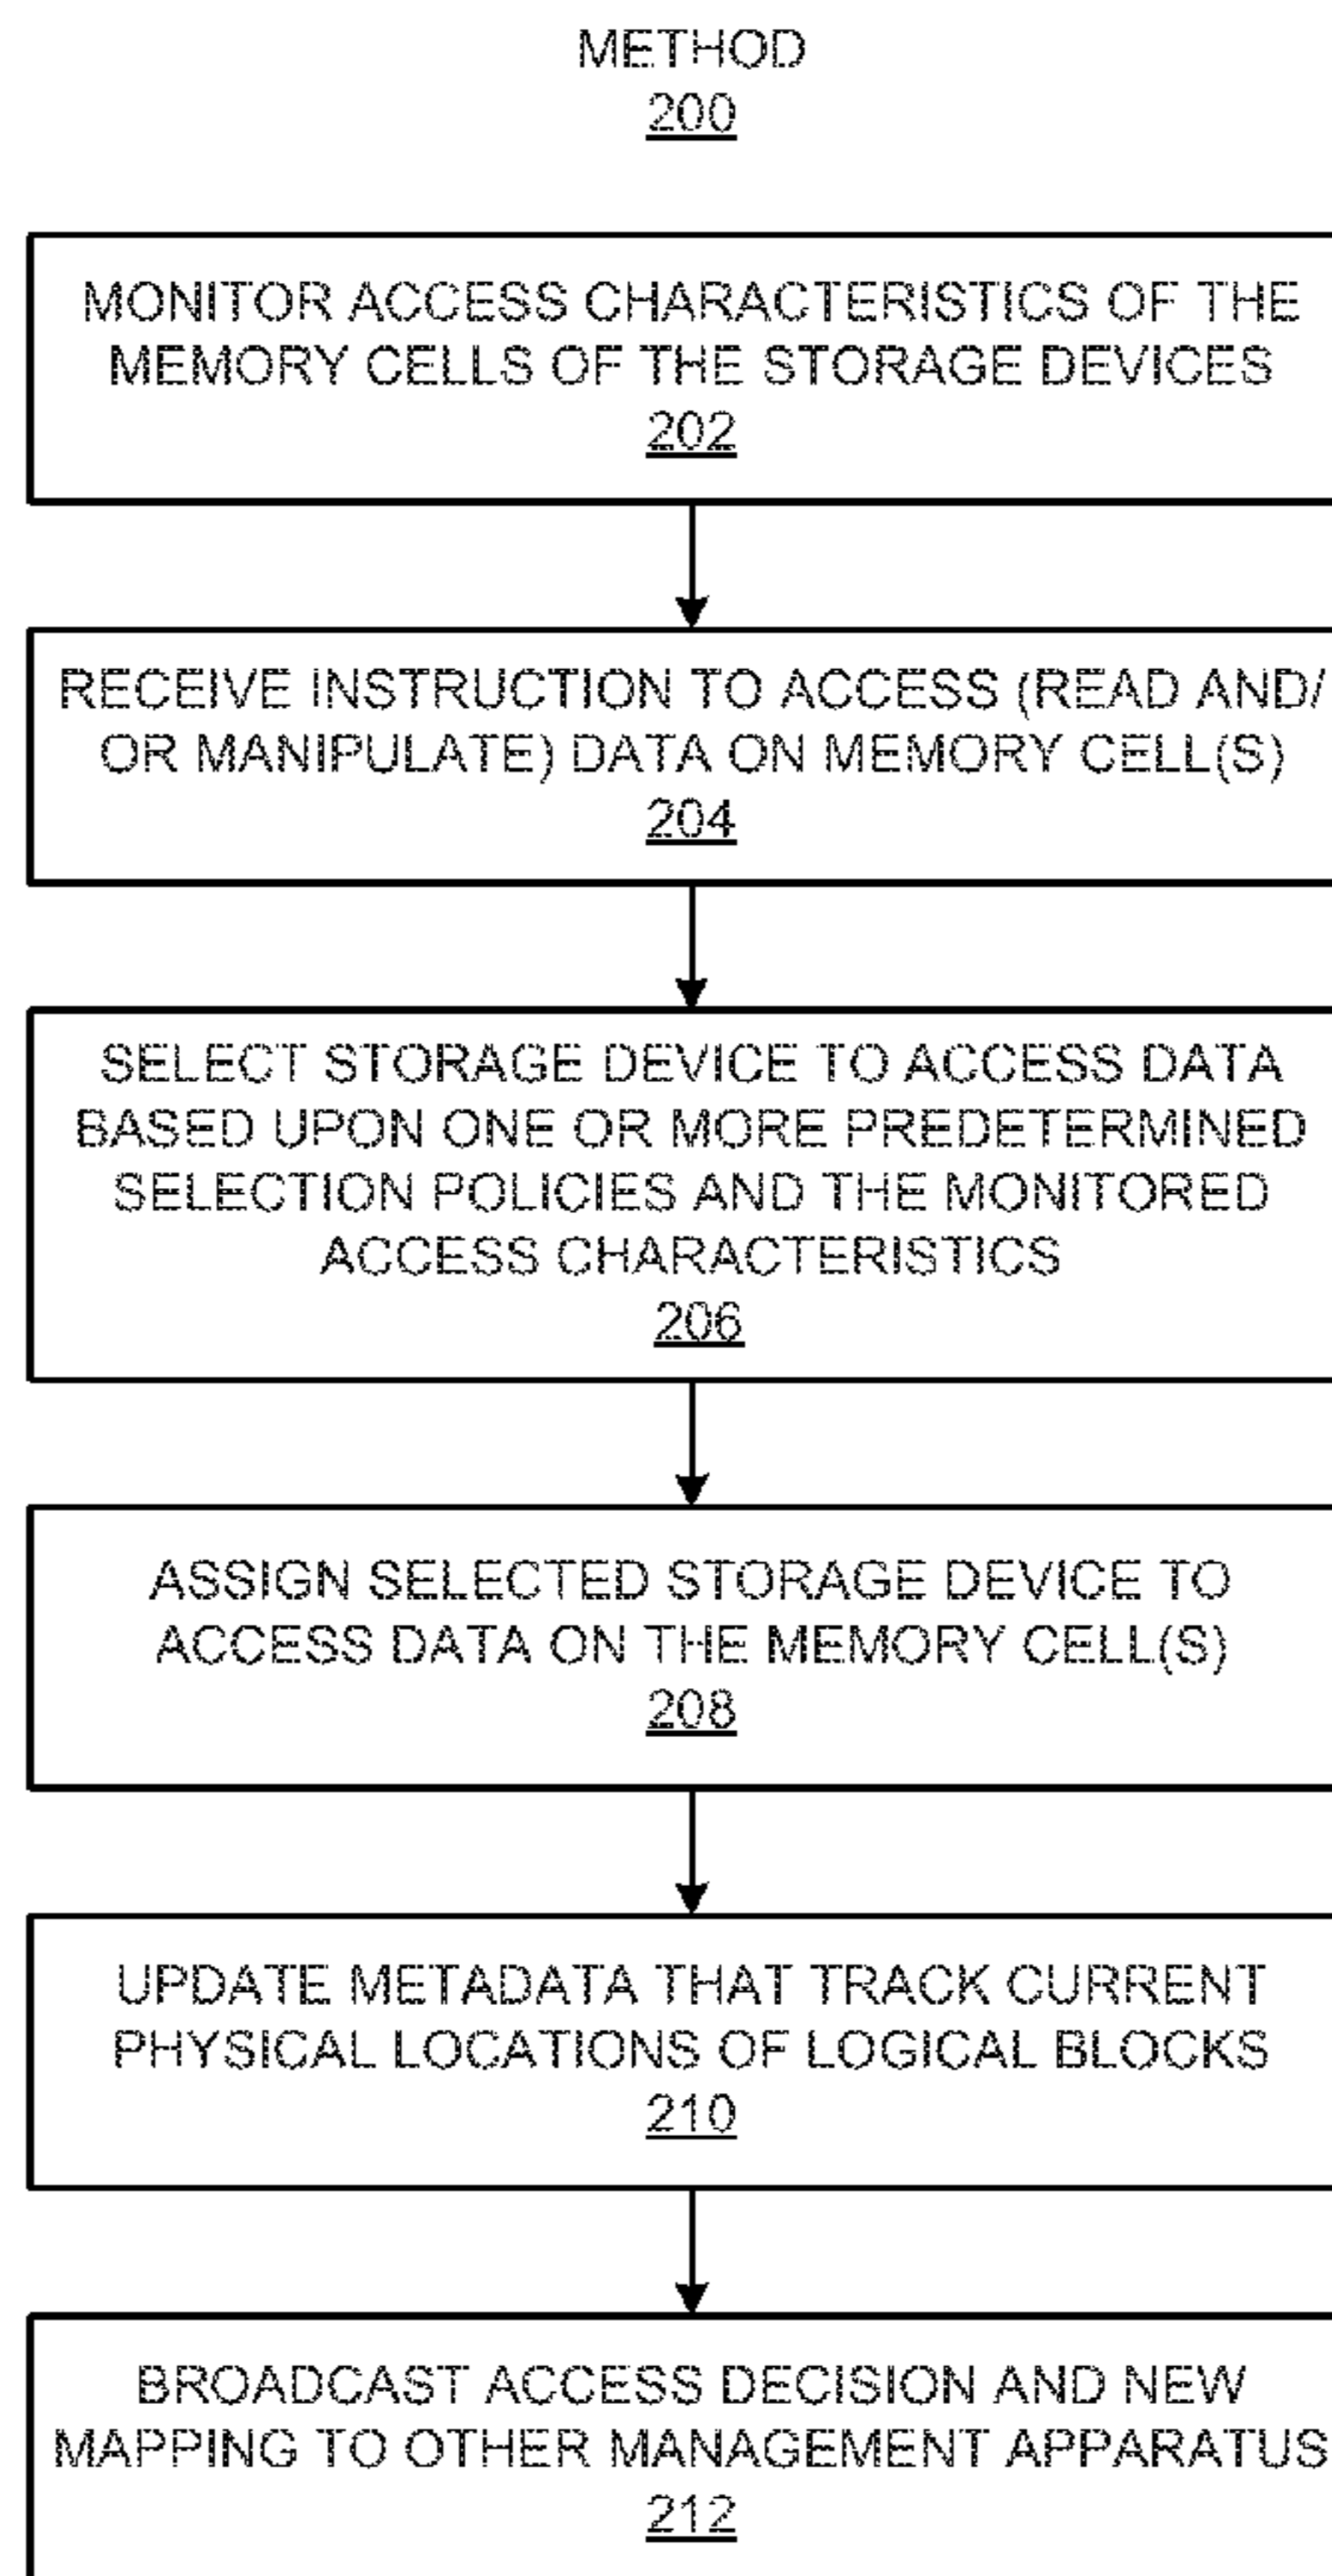 METHOD
200
MONITOR ACCESS CHARACTERISTICS OF THE
MEMORY CELLS OF THE STORAGE DEVICES
202
RECEIVE INSTRUCTION TO ACCESS (READ AND/
OR MANIPULATE) DATA ON MEMORY CELL(S)
204
SELECT STORAGE DEVICE TO ACCESS DATA
BASED UPON ONE OR MORE PREDETERMINED
SELECTION POLICIES AND THE MONITORED
ACCESS CHARACTERISTICS
206
ASSIGN SELECTED STORAGE DEVICE TO
ACCESS DATA ON THE MEMORY CELL(S)
208
UPDATE METADATA THAT TRACK CURRENT
PHYSICAL LOCATIONS OF LOGICAL BLOCKS
210
BROADCAST ACCESS DECISION AND NEW
MAPPING TO OTHER MANAGEMENT APPARATUS
212